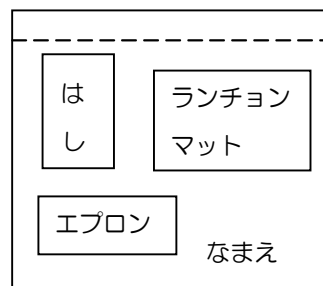 はし
ランチョン
マット
エプロン
なまえ